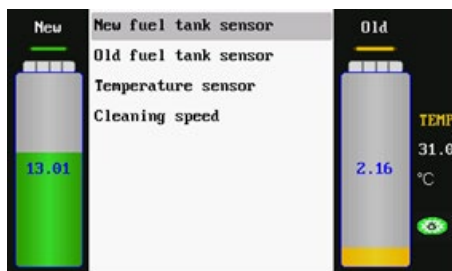 New
New fuel tank sensor
Old fuel tank sensor
Temperature sensor
Cleaning speed
Old
13.01
2.16
TEMP
31.0
°C